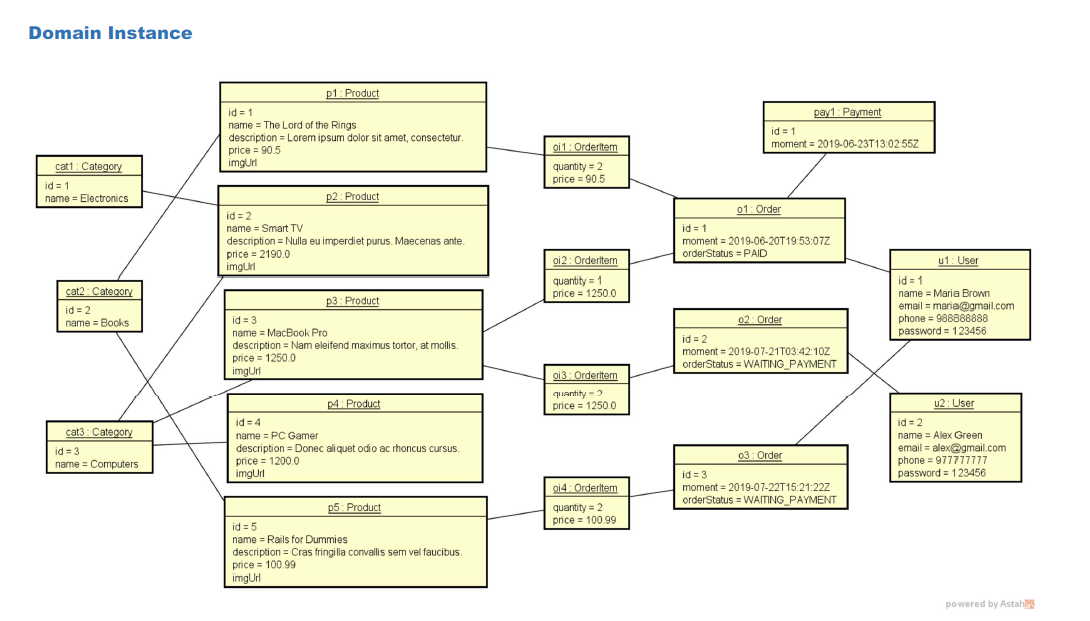 Domain Instance
p1 : Product
id = 1
name = The Lord of the Rings
description = Lorem ipsum dolor sit amet, consectetur.
price = 90.5
imgUrl
pay1 : Payment
id = 1
moment = 2019-06-23T13:02:55Z
oi1 : OrderItem
quantity = 2
price = 90.5
cat1 : Category
id = 1
name = Electronics
p2 : Product
id = 2
name = Smart TV
description = Nulla eu imperdiet purus. Maecenas ante.
price = 2190.0
imgUrl
o1 : Order
id = 1
moment = 2019-06-20T19:53:07Z
orderStatus = PAID
oi2 : OrderItem
quantity = 1
price = 1250.0
u1 : User
id = 1
name = Maria Brown
email = maria@gmail.com
phone = 988888888
password = 123456
cat2 : Category
id = 2
name = Books
p3 : Product
id = 3
name = MacBook Pro
description = Nam eleifend maximus tortor, at mollis.
price = 1250.0
imgUrl
o2 : Order
id = 2
moment = 2019-07-21T03:42:10Z
orderStatus = WAITING_PAYMENT
oi3 : OrderItem
quantity = 2
price = 1250.0
p4 : Product
id = 4
name = PC Gamer
description = Donec aliquet odio ac rhoncus cursus.
price = 1200.0
imgUrl
u2 : User
id = 2
name = Alex Green
email = alex@gmail.com
phone = 977777777
password = 123456
cat3 : Category
id = 3
name = Computers
o3 : Order
id = 3
moment = 2019-07-22T15:21:22Z
orderStatus = WAITING_PAYMENT
oi4 : OrderItem
quantity = 2
price = 100.99
p5 : Product
id = 5
name = Rails for Dummies
description = Cras fringilla convallis sem vel faucibus.
price = 100.99
imgUrl
powered by Astah